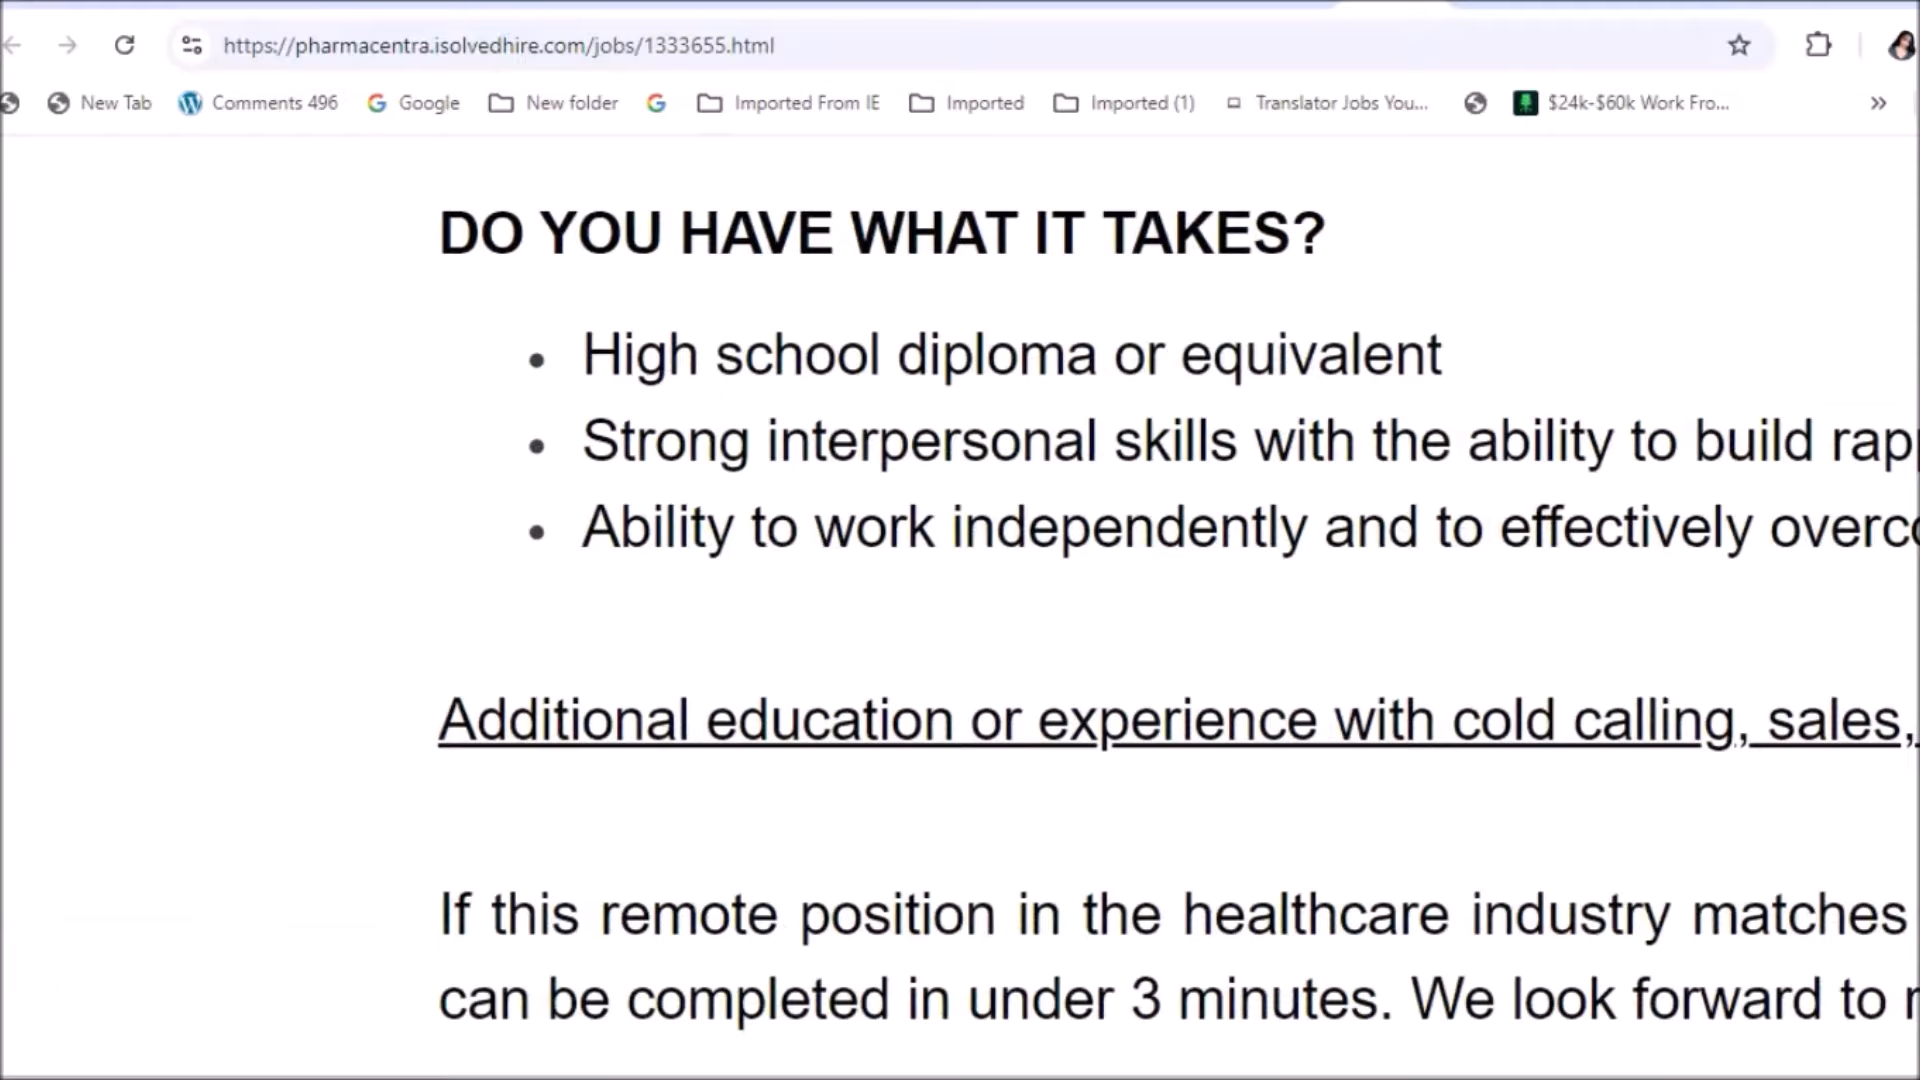 https://pharmacentra.isolvedhire.com/jobs/1333655.html
New Tab Comments 496 Google New folder Imported From IE Imported Imported (1) Translator Jobs You... $24k-$60k Work Fro...
DO YOU HAVE WHAT IT TAKES?
• High school diploma or equivalent
• Strong interpersonal skills with the ability to build
• Ability to work independently and to effectively
Additional education or experience with cold calling, sales,
If this remote position in the healthcare industry matches
can be completed in under 3 minutes. We look forward to